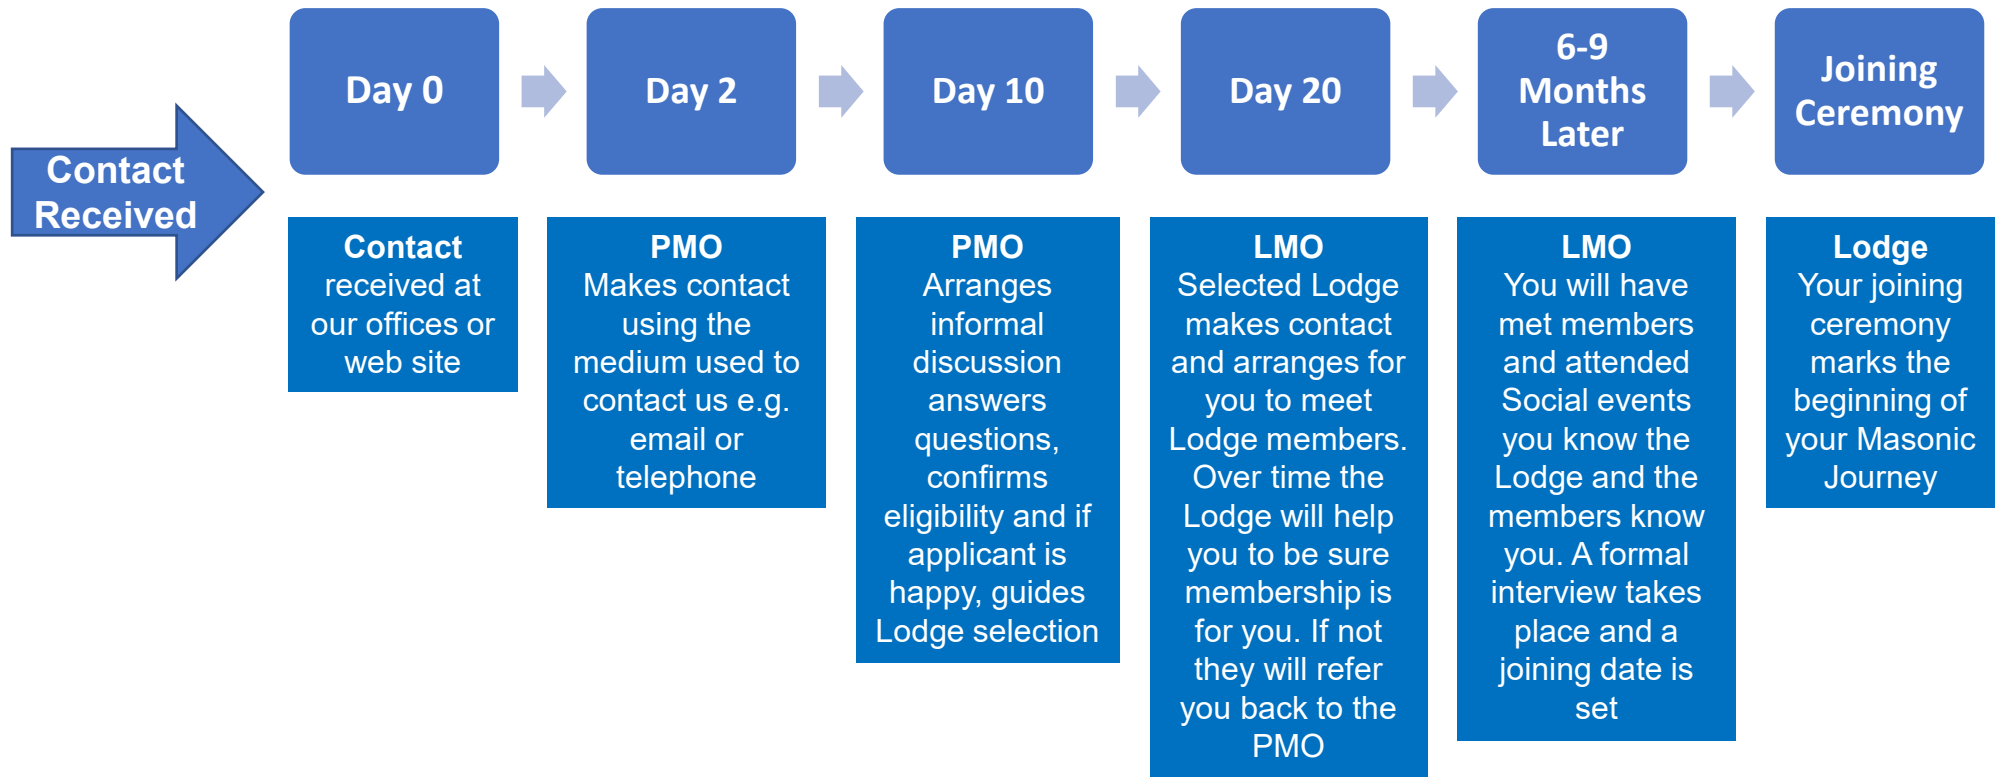 Contact
Received
Day 0
Day 2
Day 10
Day 20
6-9
Months
Later
Joining
Ceremony
Contact
received at
our offices or
web site
PMO
Makes contact
using the
medium used to
contact us e.g.
email or
telephone
PMO
Arranges
informal
discussion
answers
questions,
confirms
eligibility and if
applicant is
happy, guides
Lodge selection
LMO
Selected Lodge
makes contact
and arranges for
you to meet
Lodge members.
Over time the
Lodge will help
you to be sure
membership is
for you. If not
they will refer
you back to the
PMO
LMO
You will have
met members
and attended
Social events
you know the
Lodge and the
members know
you. A formal
interview takes
place and a
joining date is
set
Lodge
Your joining
ceremony
marks the
beginning of
your Masonic
Journey